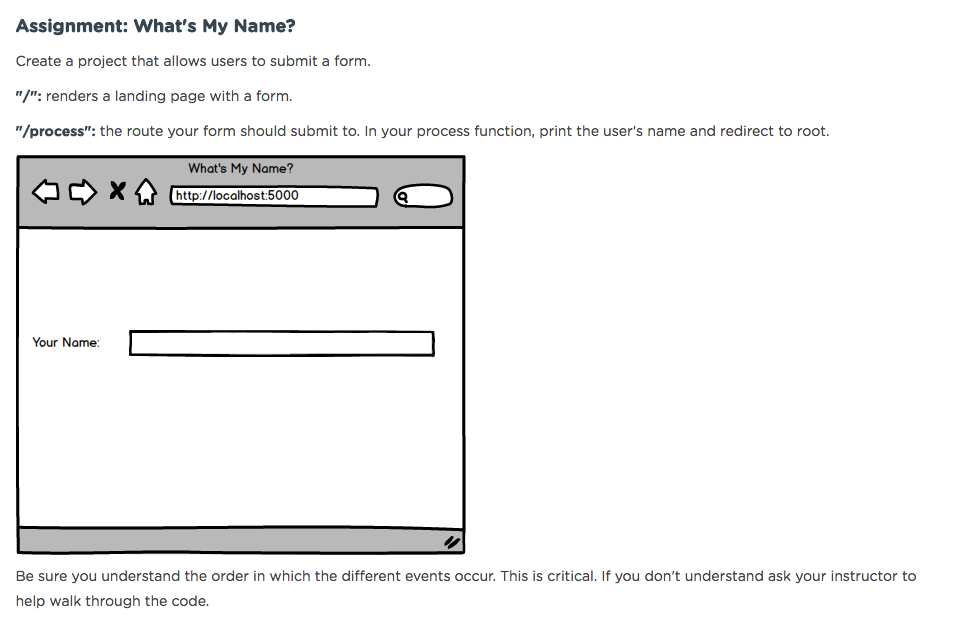 Assignment: What's My Name?
Create a project that allows users to submit a form.
"/": renders a landing page with a form.
"/process": the route your form should submit to. In your process function, print the user's name and redirect to root.
What's My Name?
http://localhost:5000
Your Name:
Be sure you understand the order in which the different events occur. This is critical. If you don't understand ask your instructor to
help walk through the code.